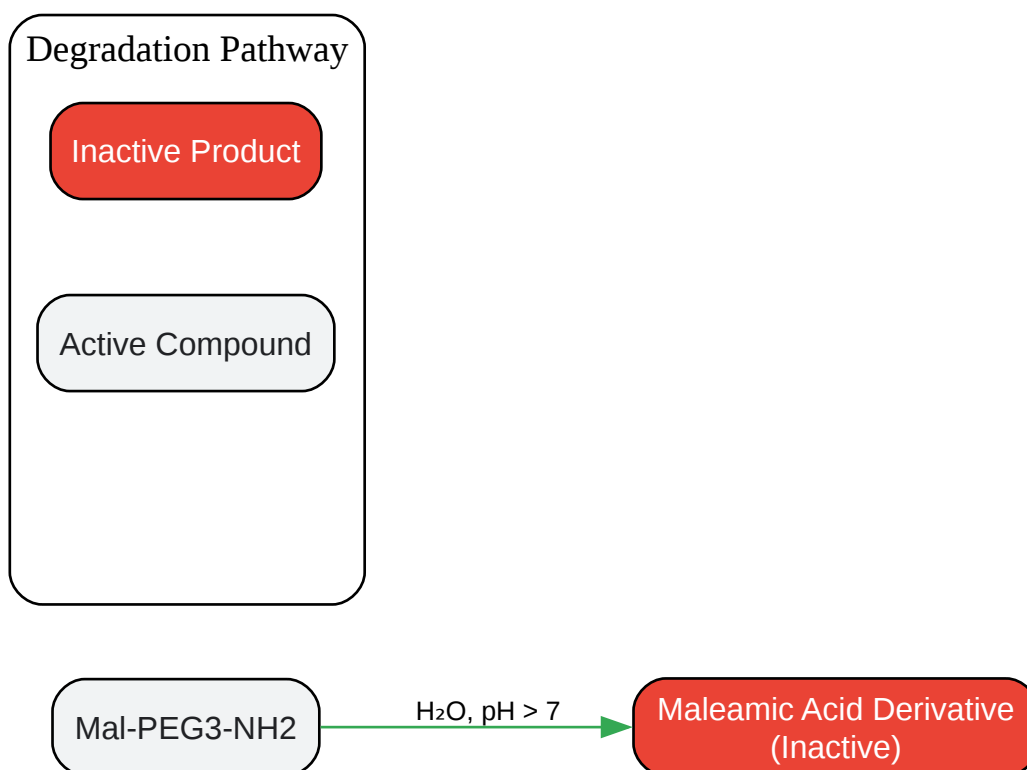 Degradation Pathway
Inactive Product
Active Compound
Mal-PEG3-NH2
H₂O, pH > 7
Maleamic Acid Derivative
(Inactive)